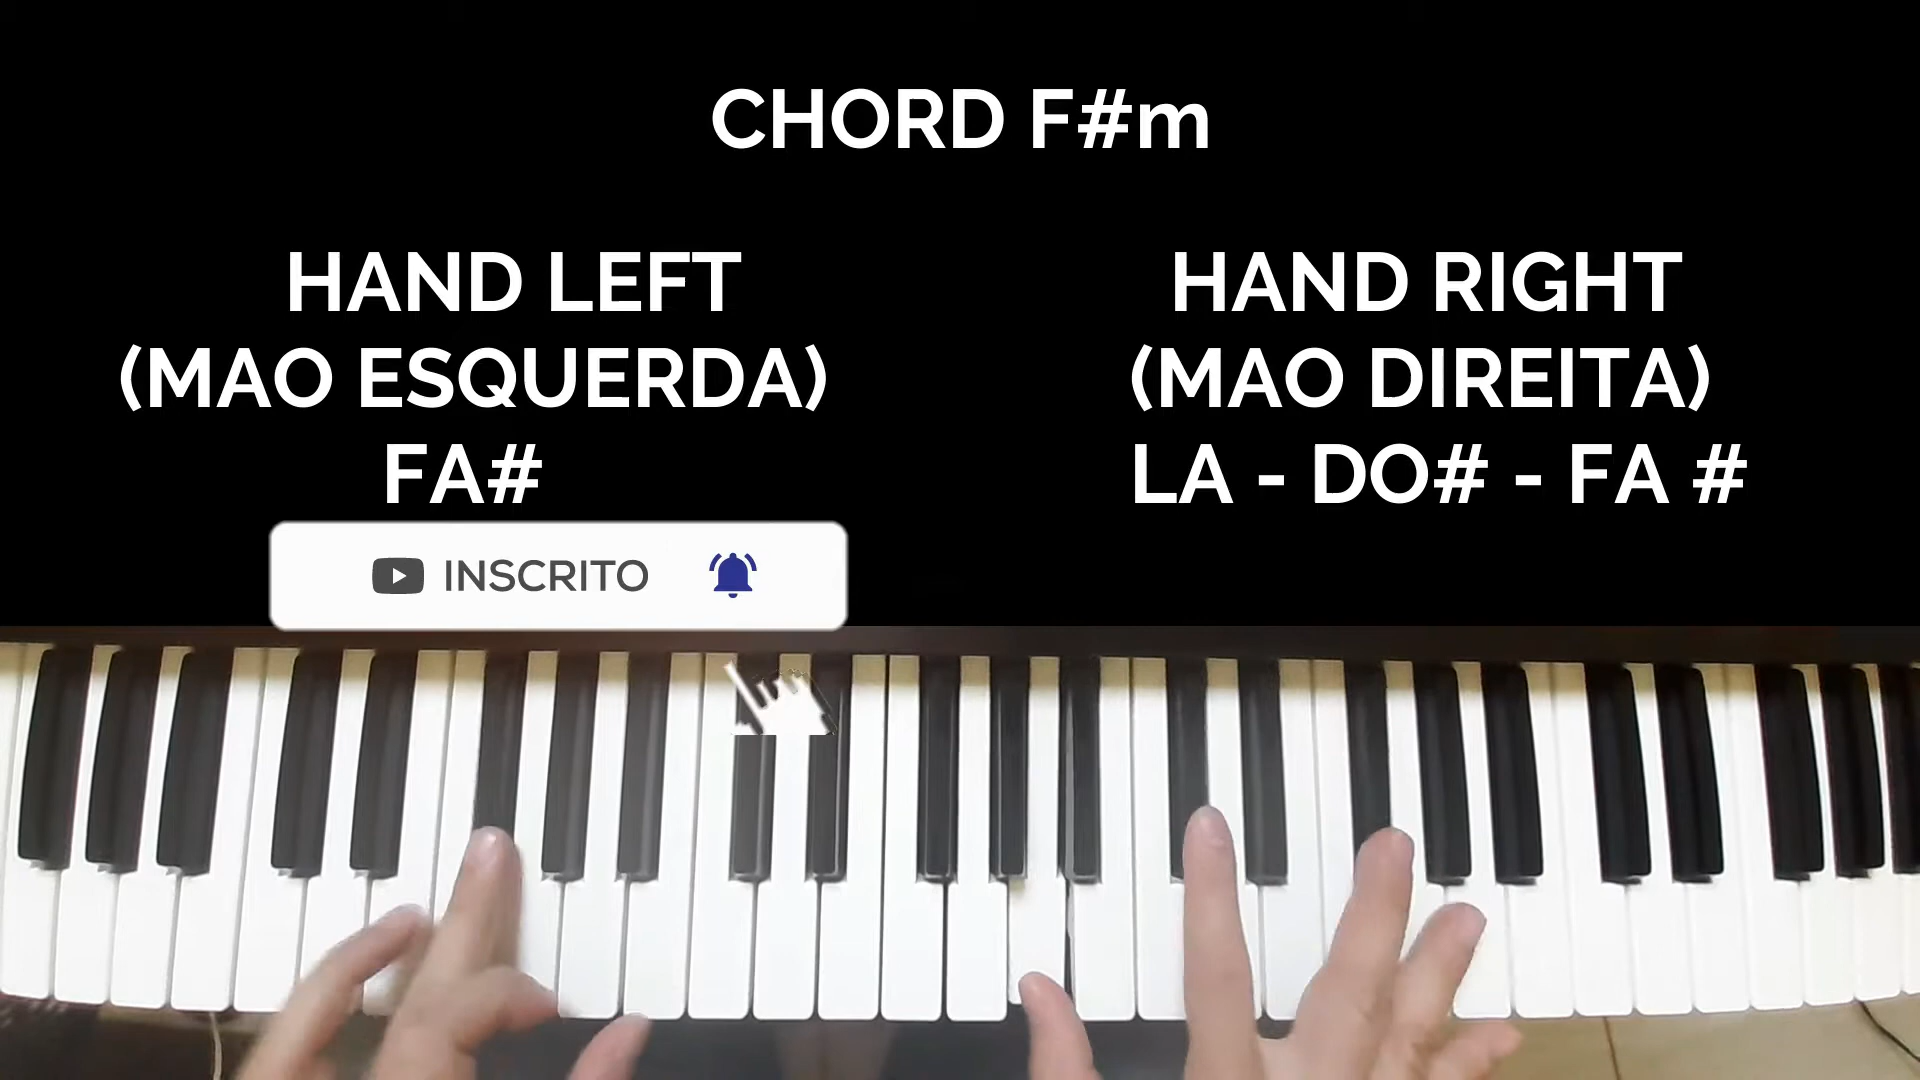 CHORD F#m
HAND LEFT
(MAO ESQUERDA)
FA#
HAND RIGHT
(MAO DIREITA)
LA - DO# - FA #
INSCRITO